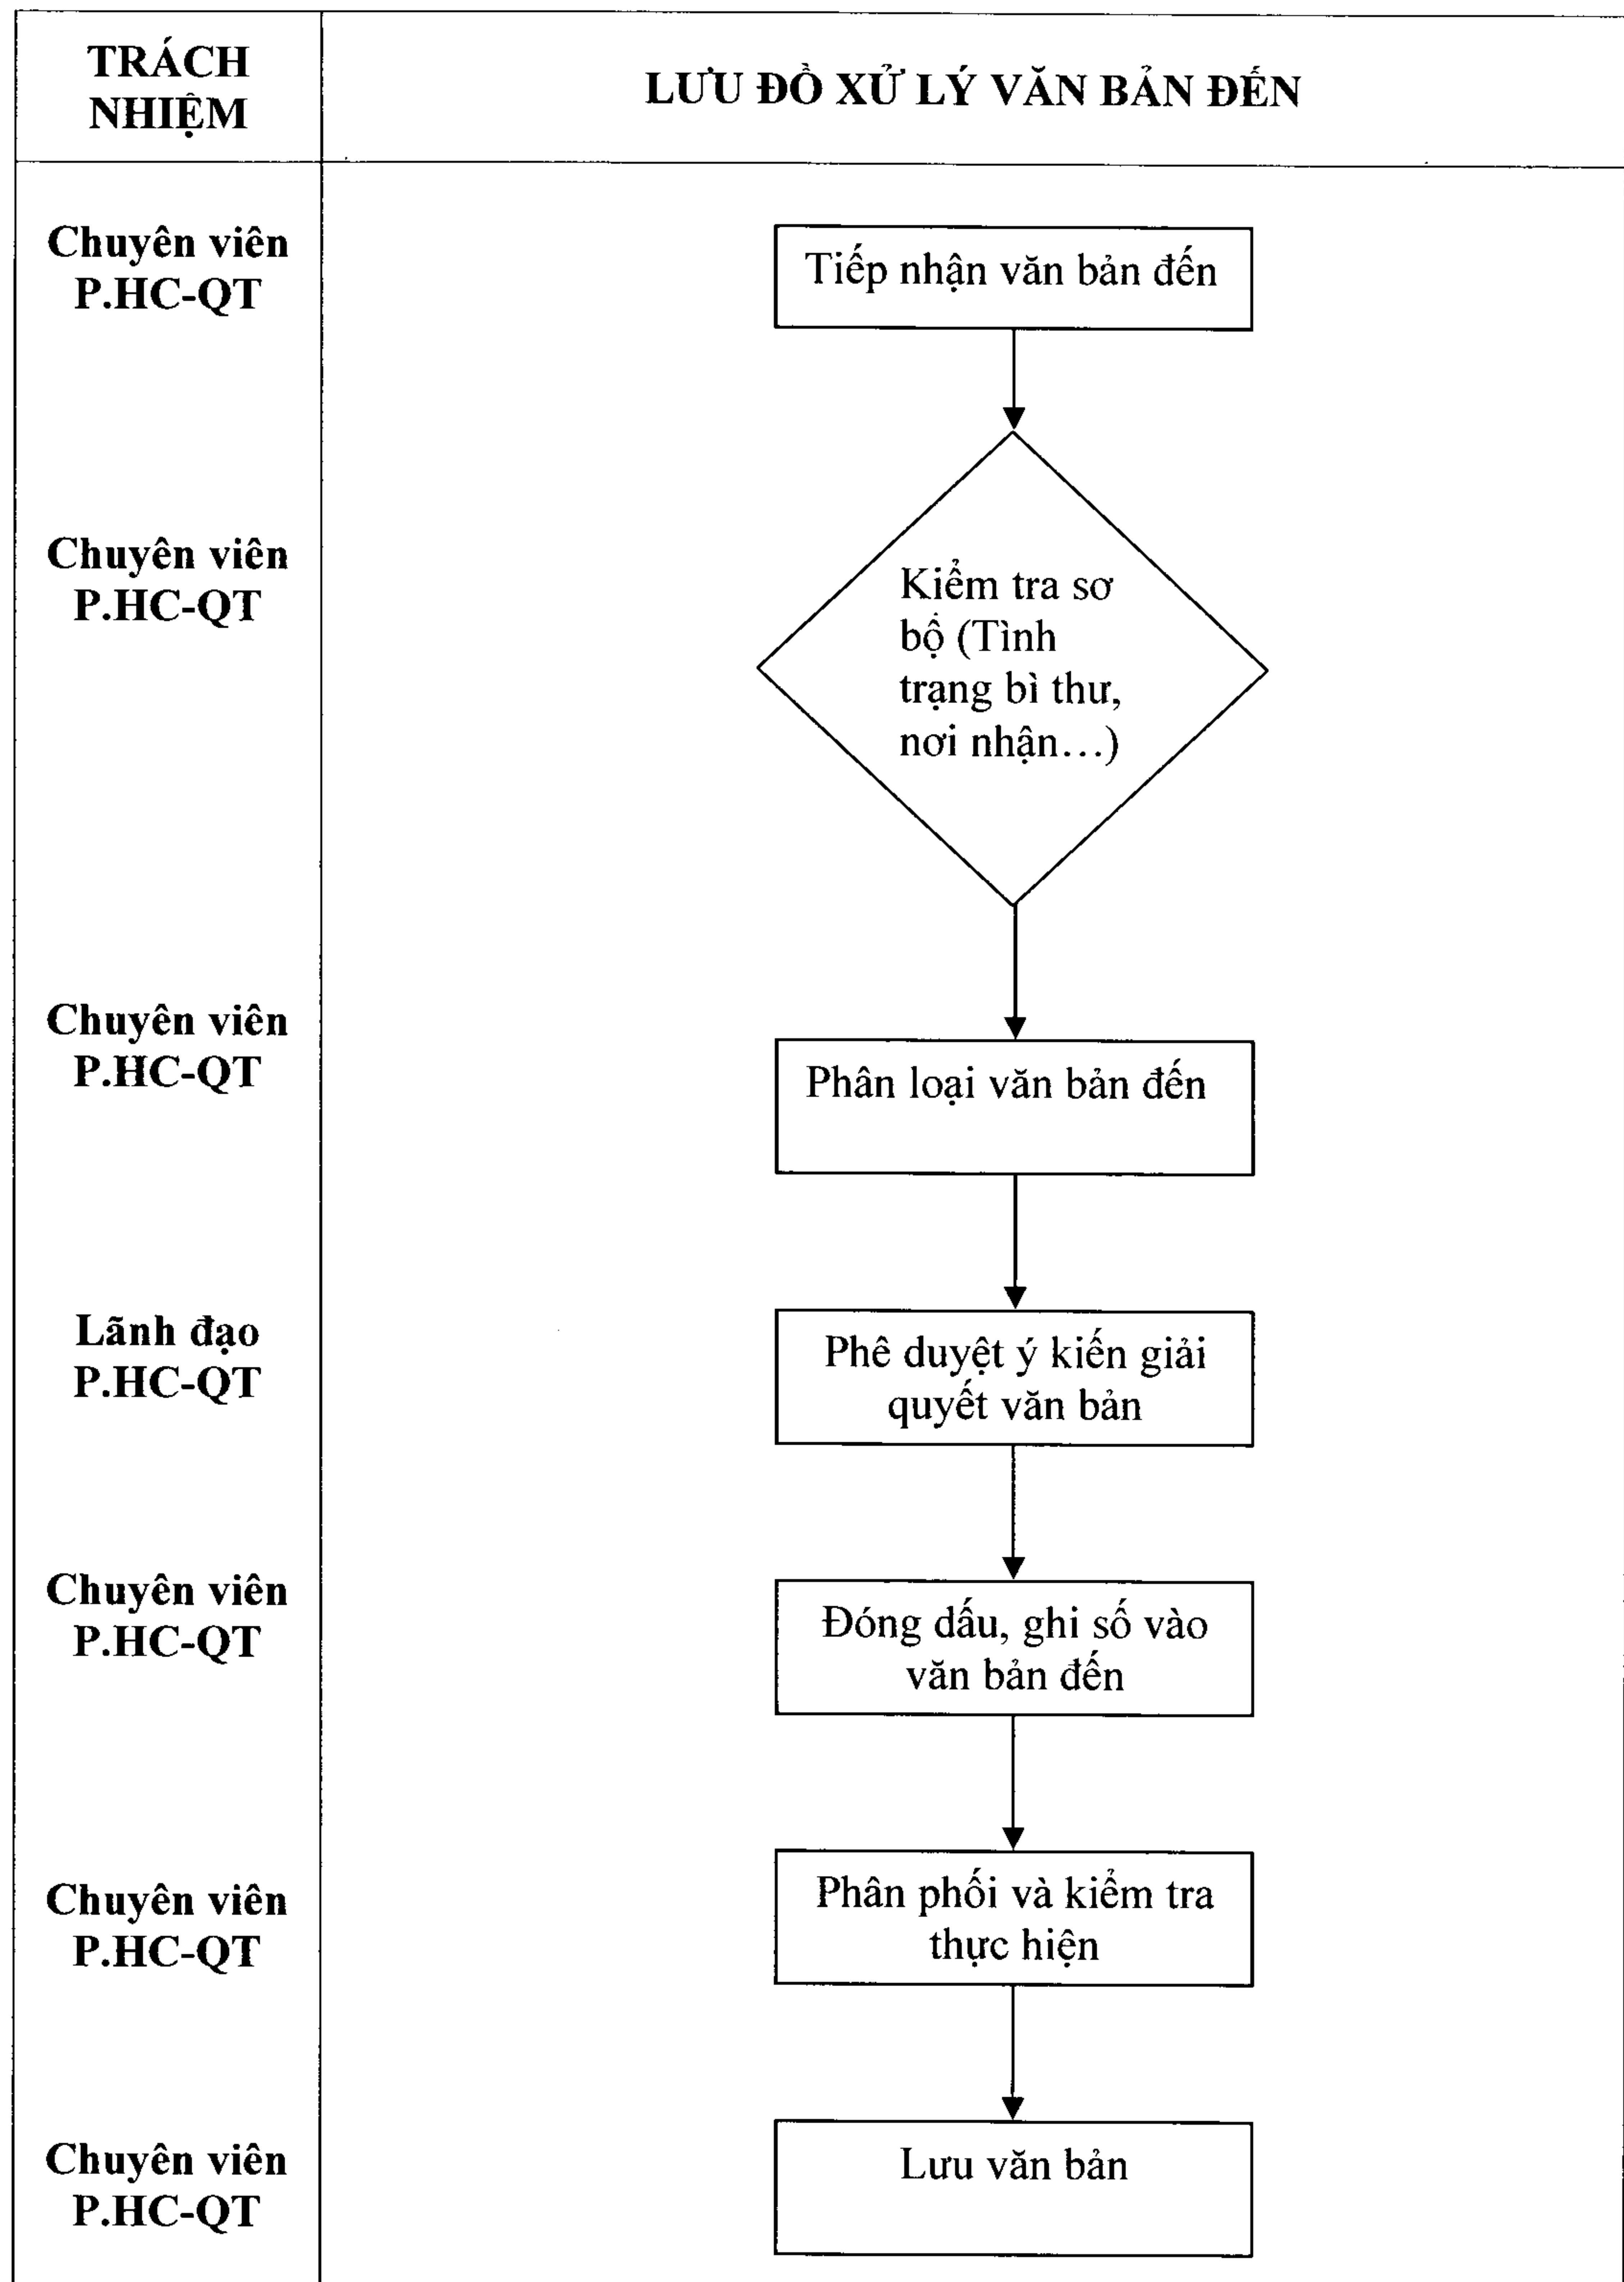 TRÁCH
NHIỆM
LƯU ĐỒ XỬ LÝ VĂN BẢN ĐẾN
Chuyên viên
P.HC-QT
Tiếp nhận văn bản đến
Chuyên viên
P.HC-QT
Kiểm tra sơ
bộ (Tình
trạng bì thư,
nơi nhận…)
Chuyên viên
P.HC-QT
Phân loại văn bản đến
Lãnh đạo
P.HC-QT
Phê duyệt ý kiến giải
quyết văn bản
Chuyên viên
P.HC-QT
Đóng dấu, ghi số vào
văn bản đến
Chuyên viên
P.HC-QT
Phân phối và kiểm tra
thực hiện
Chuyên viên
P.HC-QT
Lưu văn bản